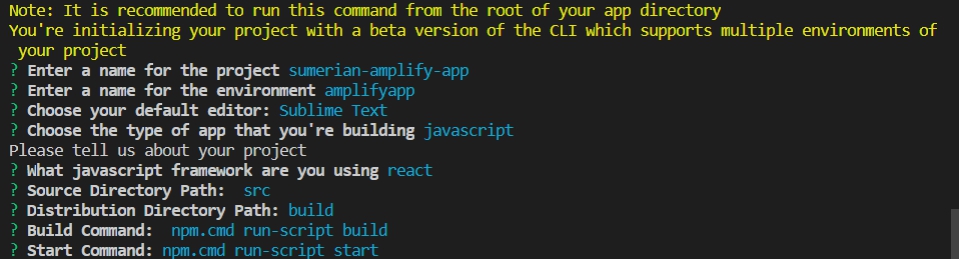 Note: It is recommended to run this command from the root of your app directory
You're initializing your project with a beta version of the CLI which supports multiple environments of
 your project
? Enter a name for the project sumerian-amplify-app
? Enter a name for the environment amplifyapp
? Choose your default editor: Sublime Text
? Choose the type of app that you're building javascript
Please tell us about your project
? What javascript framework are you using react
? Source Directory Path:  src
? Distribution Directory Path: build
? Build Command:  npm.cmd run-script build
? Start Command: npm.cmd run-script start